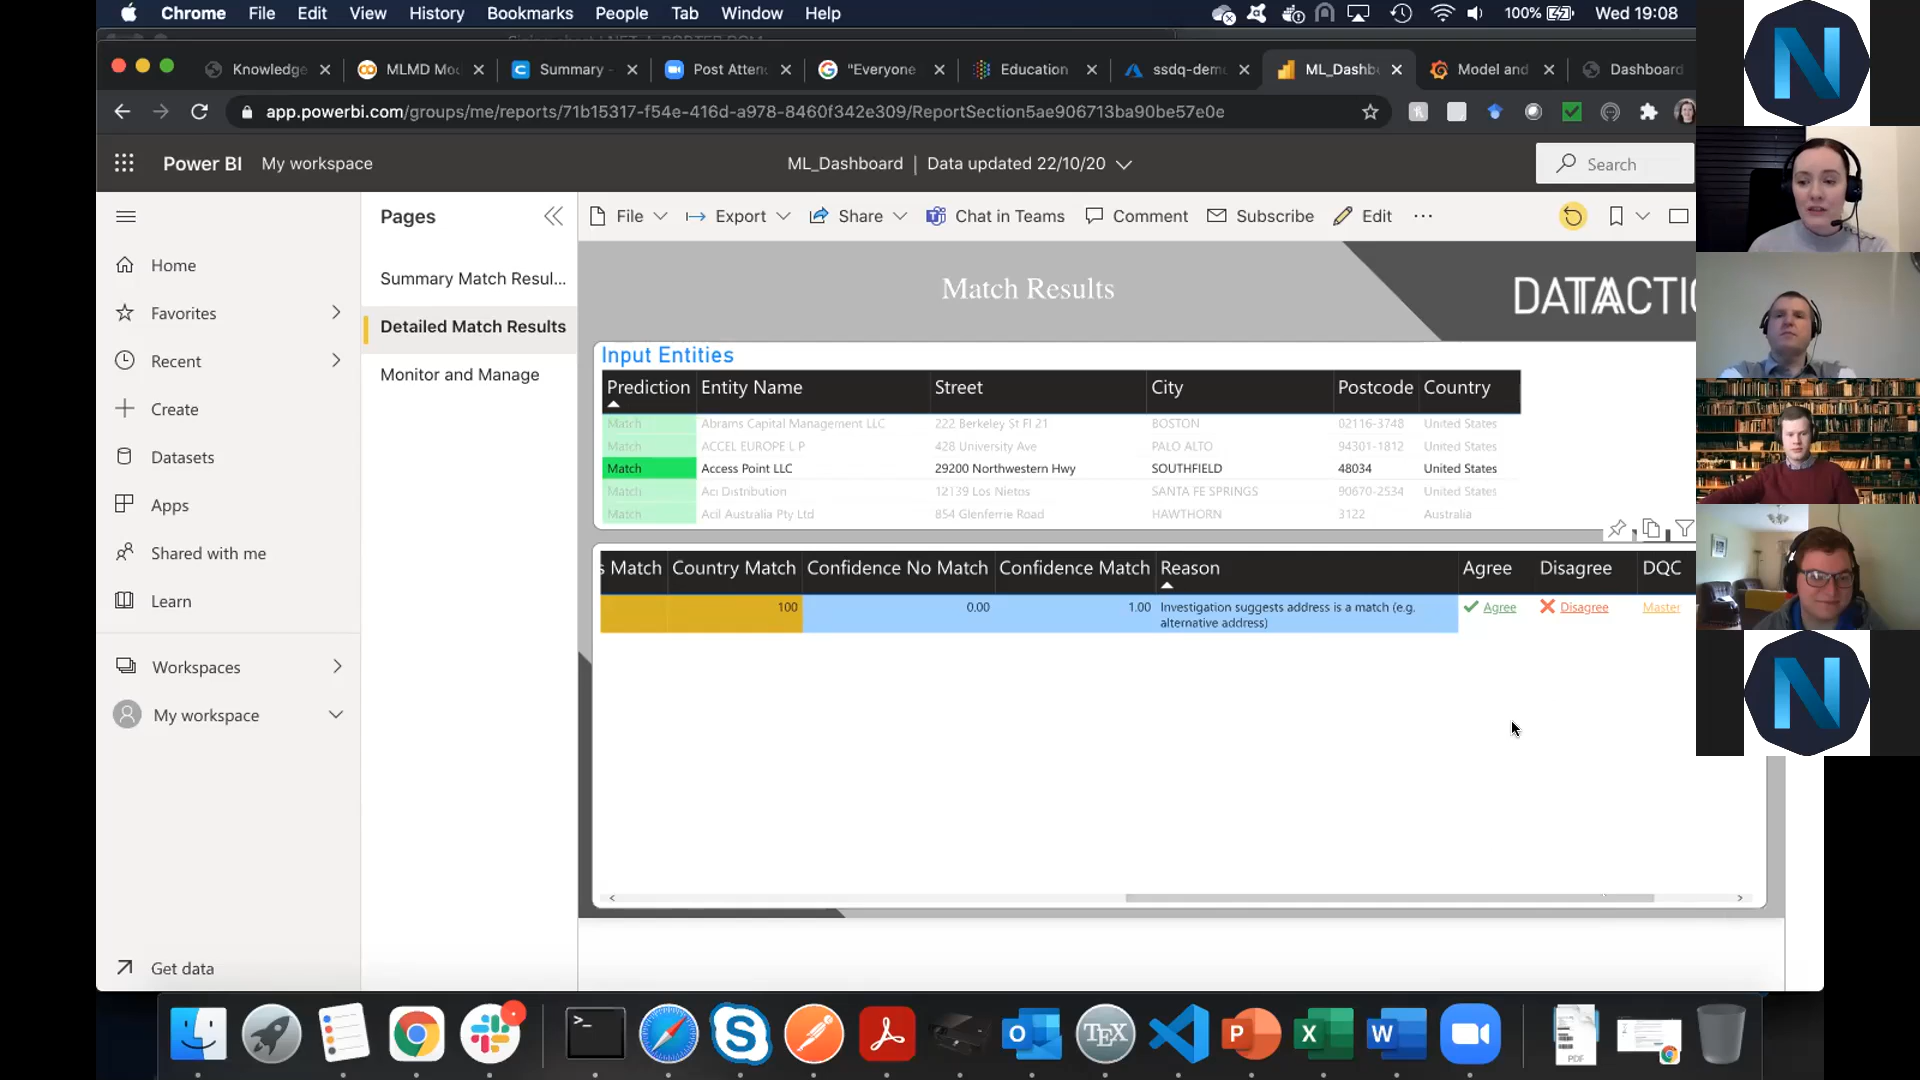 Chrome File Edit View History Bookmarks People Tab Window Help 100% Wed 19:08
Knowledge MLMD Mo Summary - Post Atten "Everyone Education ssdq-dem ML_Dashb Model and Dashboard
app.powerbi.com/groups/me/reports/71b15317-f54e-416d-a978-8460f342e309/ReportSection5ae906713ba90be57e0e
Power BI My workspace ML_Dashboard | Data updated 22/10/20 Search
Pages File Export Share Chat in Teams Comment Subscribe Edit ...
Home
Favorites
Recent
Create
Datasets
Apps
Shared with me
Learn
Workspaces
My workspace
Get data
Summary Match Resul...
Detailed Match Results
Monitor and Manage
Match Results
DATACTIO
Input Entities
Prediction Entity Name Street City Postcode Country
Match Abrams Capital Management LLC 222 Berkeley St Fl 21 BOSTON 02116-3748 United States
Match ACCEL EUROPE L P 428 University Ave PALO ALTO 94301-1812 United States
Match Access Point LLC 29200 Northwestern Hwy SOUTHFIELD 48034 United States
Match Aci Distribution 12139 Los Nietos SANTA FE SPRINGS 90670-2534 United States
Match Acil Australia Pty Ltd 854 Glenferrie Road HAWTHORN 3122 Australia
s Match Country Match Confidence No Match Confidence Match Reason Agree Disagree DQC
100 0.00 1.00 Investigation suggests address is a match (e.g. Agree Disagree Master
alternative address)
N
N
>_ S O TEX P X W
PDF